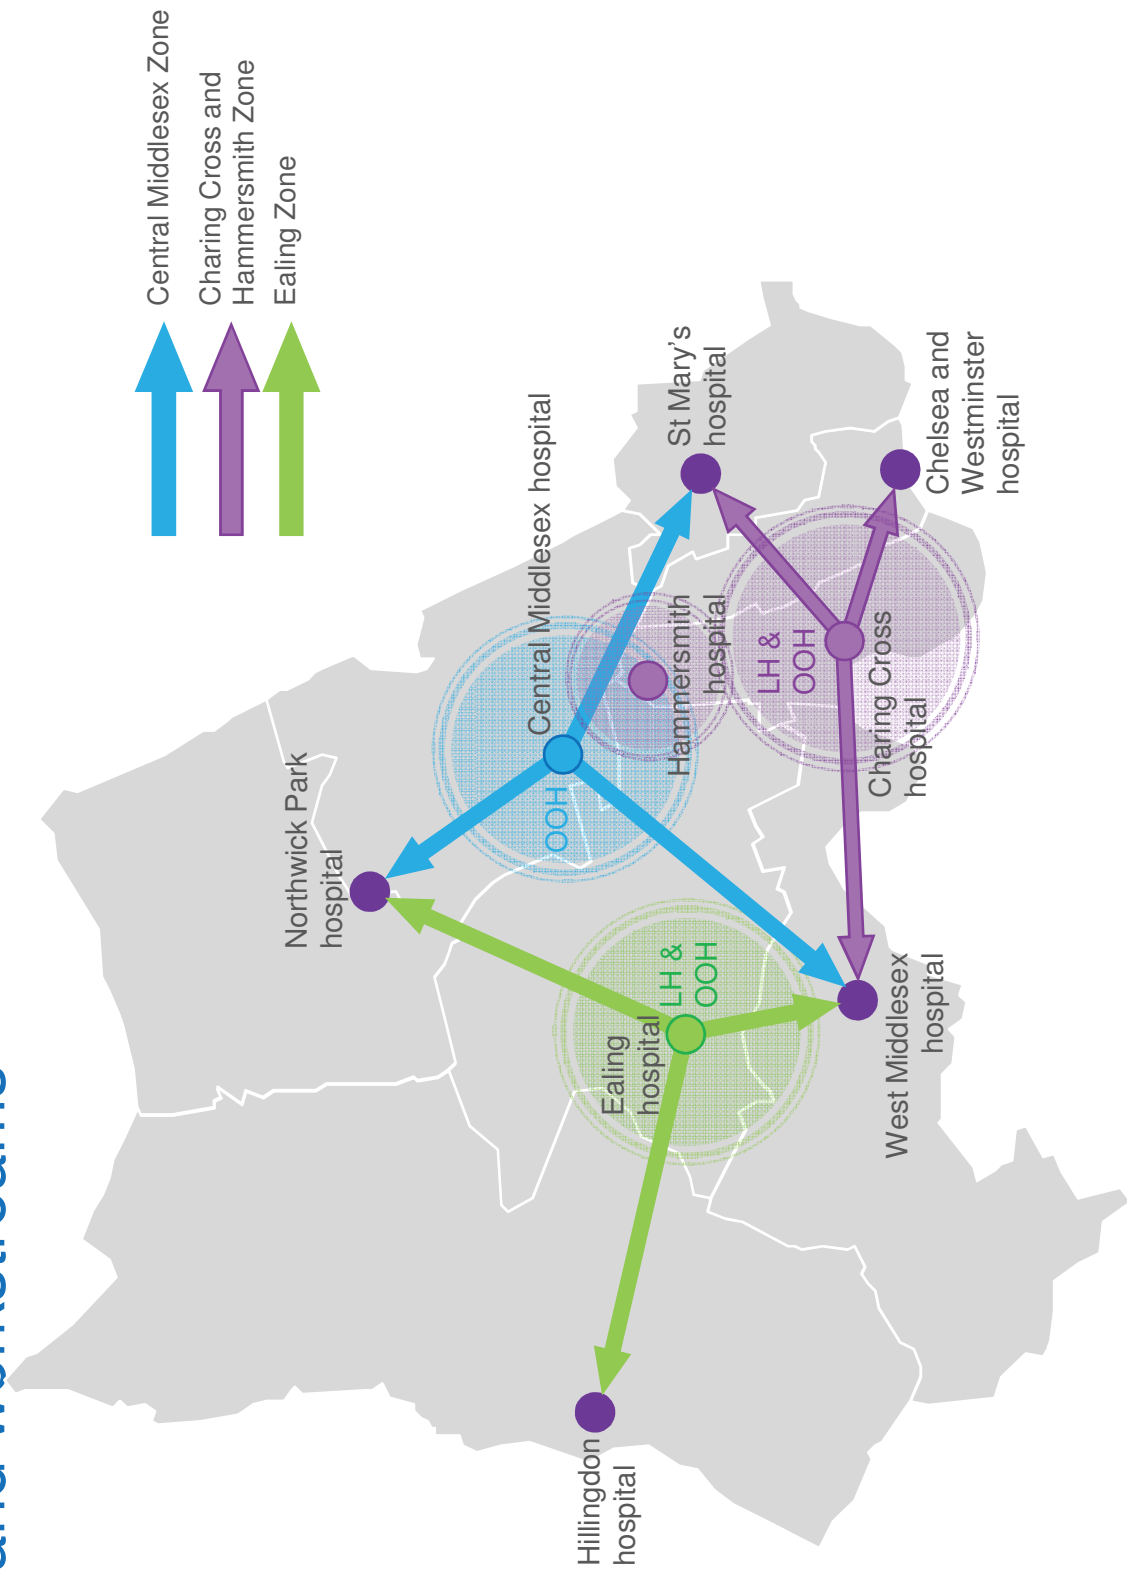 and workstreams
Central Middlesex Zone
Charing Cross and
Hammersmith Zone
Ealing Zone
Northwick Park
hospital
Central Middlesex hospital
OOH
St Mary's
hospital
Hammersmith
hospital
LH &
OOH
Charing Cross
hospital
Chelsea and
Westminster
hospital
Ealing
hospital
LH &
OOH
West Middlesex
hospital
Hillingdon
hospital